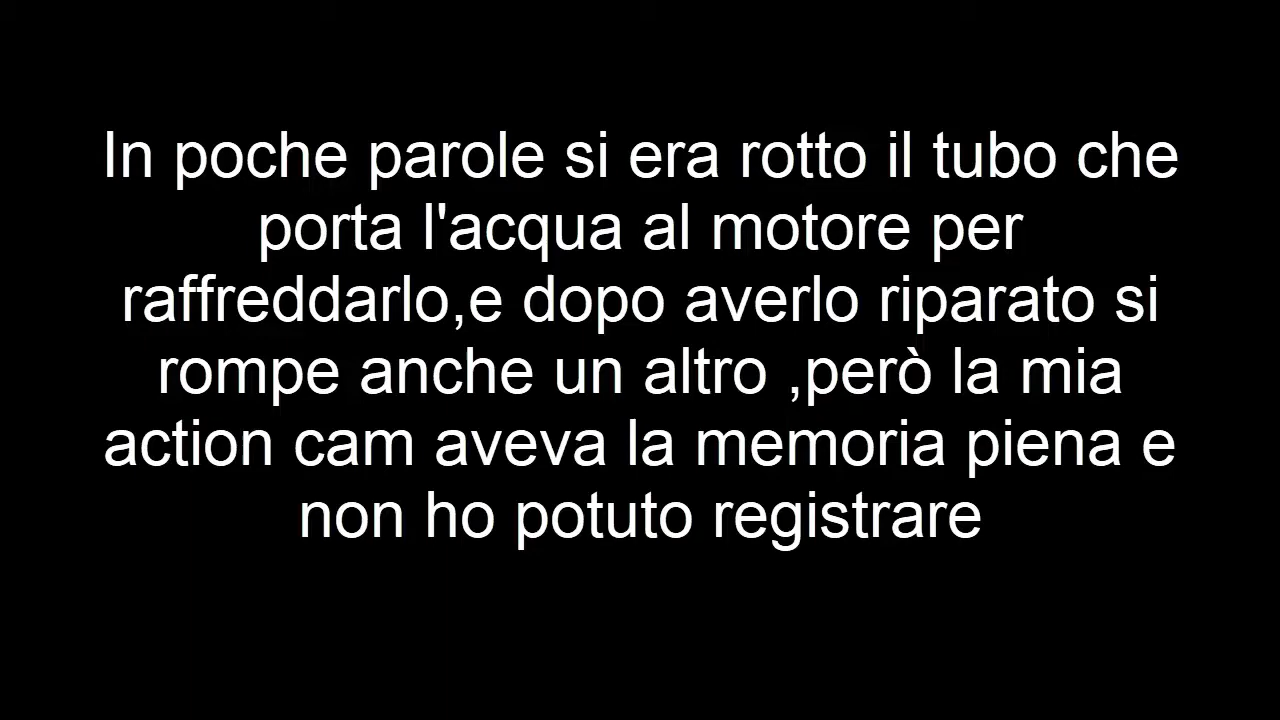 In poche parole si era rotto il tubo che
porta l'acqua al motore per
raffreddarlo,e dopo averlo riparato si
rompe anche un altro ,però la mia
action cam aveva la memoria piena e
non ho potuto registrare